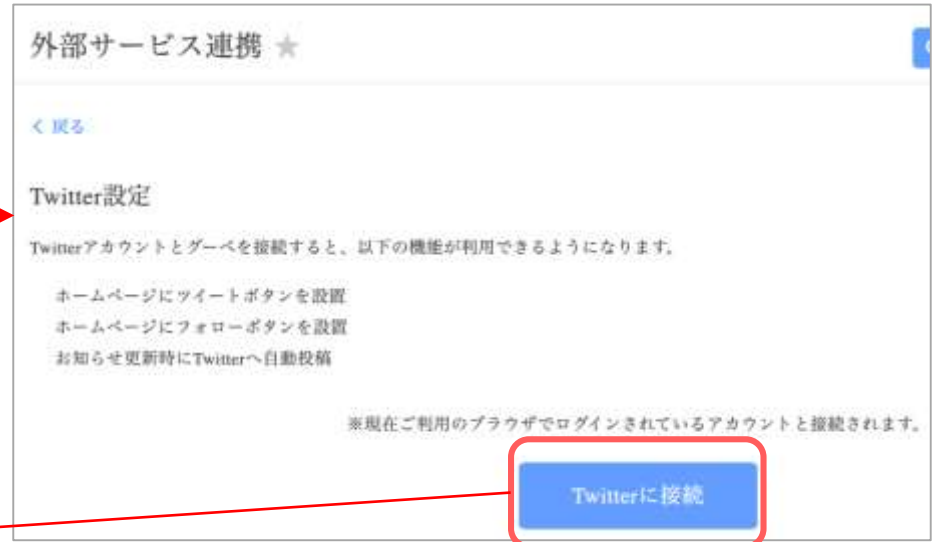 外部サービス連携
戻る
Twitter設定
Twitterアカウントとグーペを接続すると、以下の機能が利用できるようになります。
ホームページにツイートボタンを設置
ホームページにフォローボタンを設置
お知らせ更新時にTwitterへ自動投稿
※現在ご利用のブラウザでログインされているアカウントと接続されます。
Twitterに接続